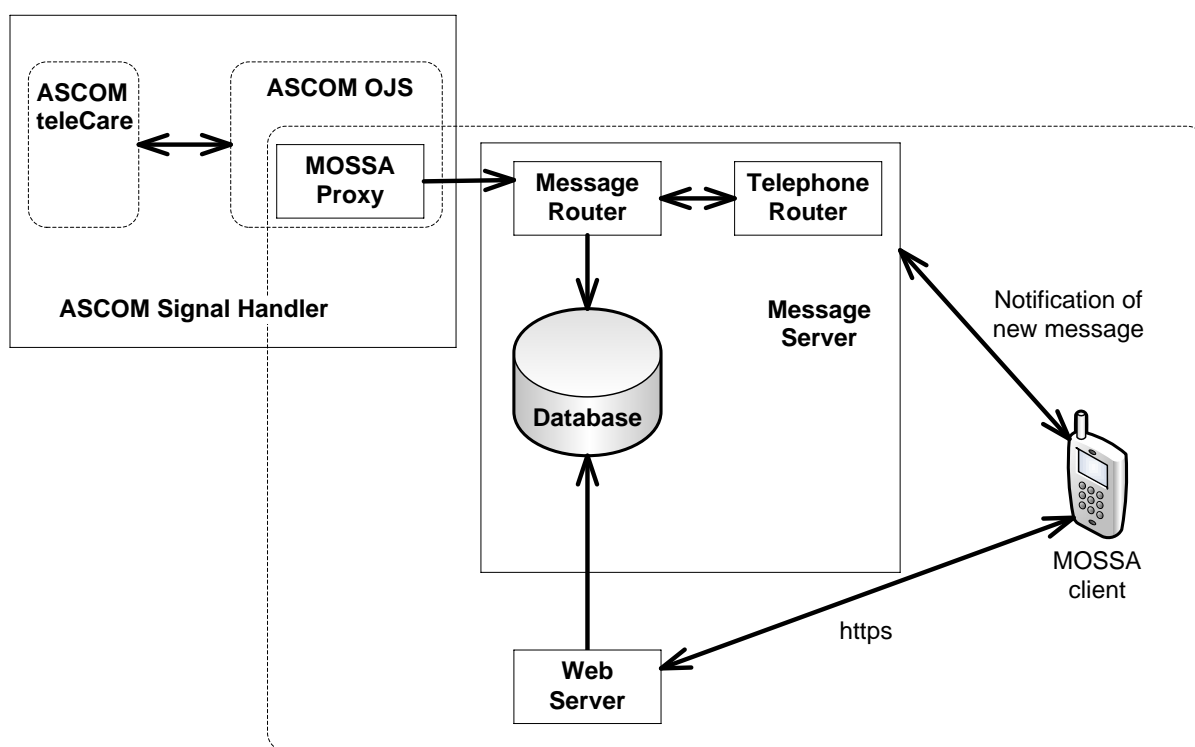 ASCOM
teleCare
ASCOM OJS
MOSSA
Proxy
ASCOM Signal Handler
Message
Router
Telephone
Router
Message
Server
Database
Notification of
new message
MOSSA
client
https
Web
Server